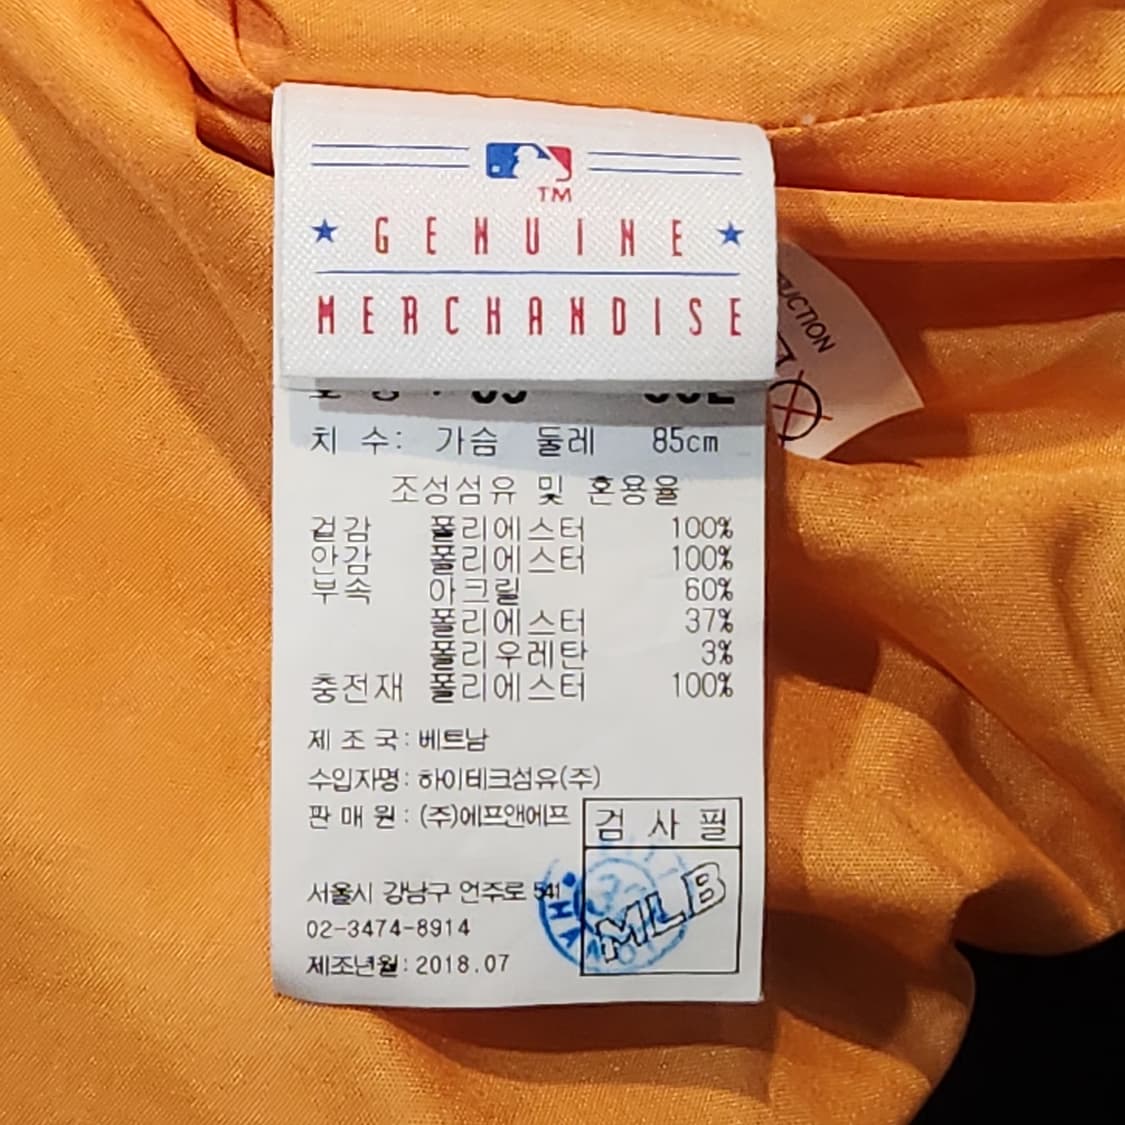 TM
GENUINE
MERCHANDISE
UCTION
치 수: 가슴 둘레 85cm
조성섬유 및 혼용율
겉감 폴리에스터 100%
안감 폴리에스터 100%
부속 아크릴 60%
폴리에스터 37%
폴리우레탄 3%
충전재 폴리에스터 100%
제 조 국: 베트남
수입자명: 하이테크섬유(주)
판 매 원: (주)에프앤에프
검 사 필
MLB
서울시 강남구 언주로 541
02-3474-8914
제조년월: 2018.07